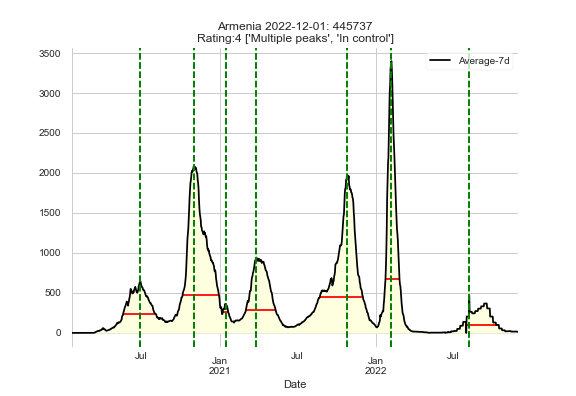 Armenia 2022-12-01: 445737
Rating:4 ['Multiple peaks', 'In control']
Average-7d
3500
3000
2500
2000
1500
1000
500
0
Jul
Jan
2021
Jul
Jan
2022
Jul
Date